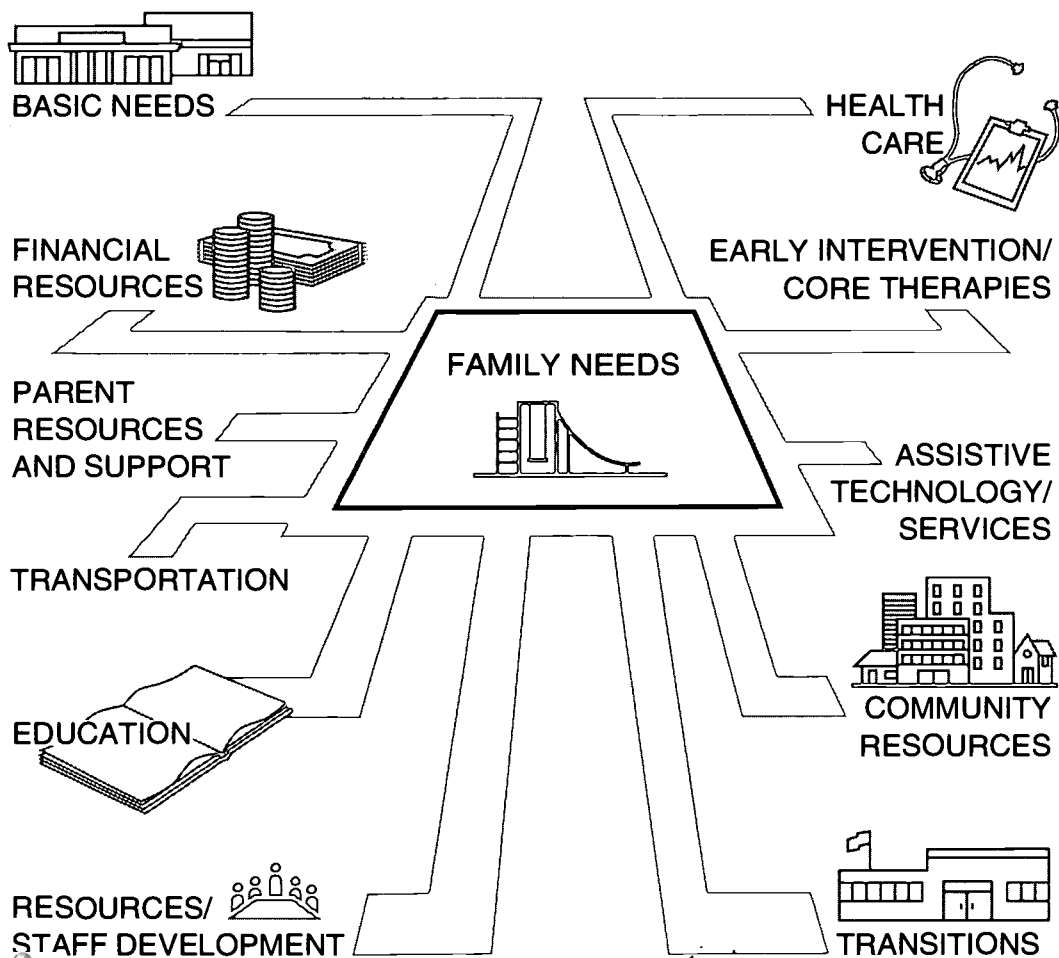 BASIC NEEDS
HEALTH
CARE
FINANCIAL
RESOURCES
EARLY INTERVENTION/
CORE THERAPIES
FAMILY NEEDS
PARENT
RESOURCES
AND SUPPORT
ASSISTIVE
TECHNOLOGY/
SERVICES
TRANSPORTATION
EDUCATION
COMMUNITY
RESOURCES
RESOURCES/
STAFF DEVELOPMENT
TRANSITIONS